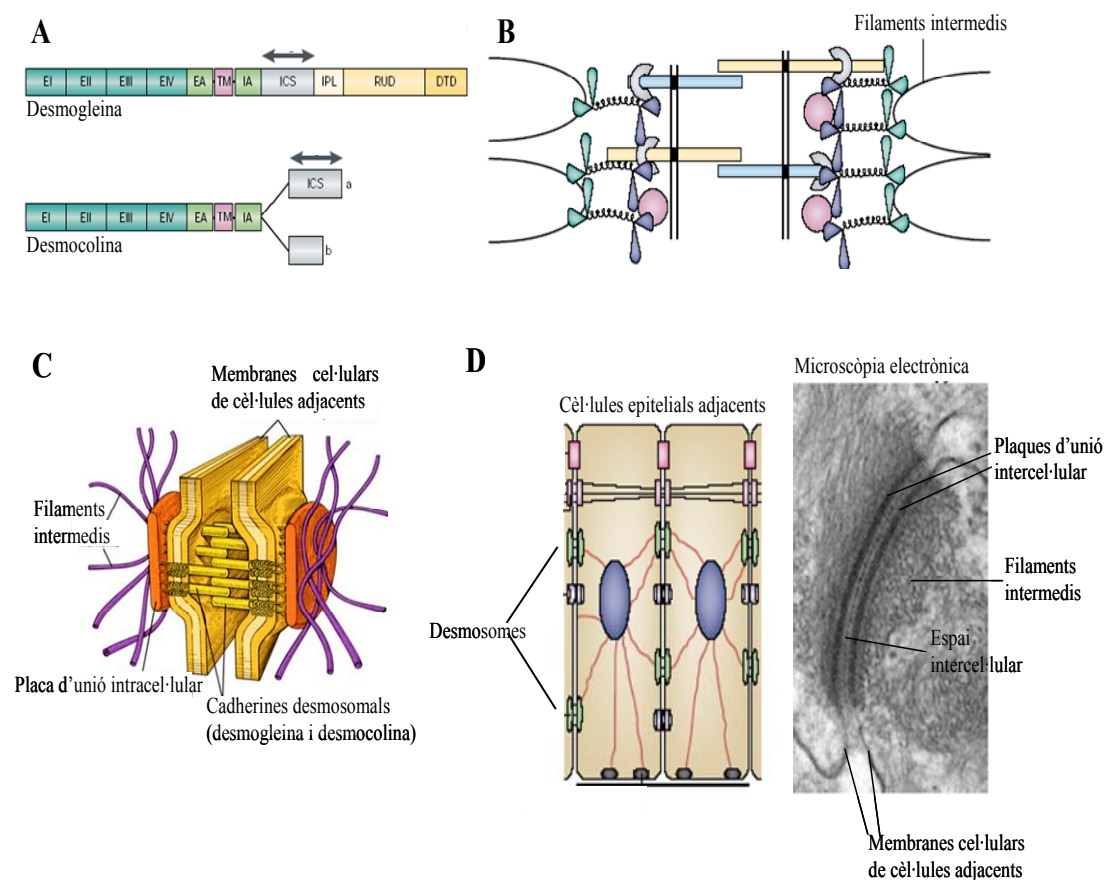 A
EI EII EIII EIV EA TM IA ICS IPL RUD DTD
Desmogleina
ICS a
EI EII EIII EIV EA TM IA
b
Desmocolina
B
Filaments intermedis
C
Membranes cel·lulars
de cèl·lules adjacents
Filaments
intermedis
Placa d'unió intracel·lular
Cadherines desmosomals
(desmogleina i desmocolina)
D
Cèl·lules epitelials adjacents
Desmosomes
Microscòpia electrònica
Plaques d'unió
intercel·lular
Filaments
intermedis
Espai
intercel·lular
Membranes cel·lulars
de cèl·lules adjacents